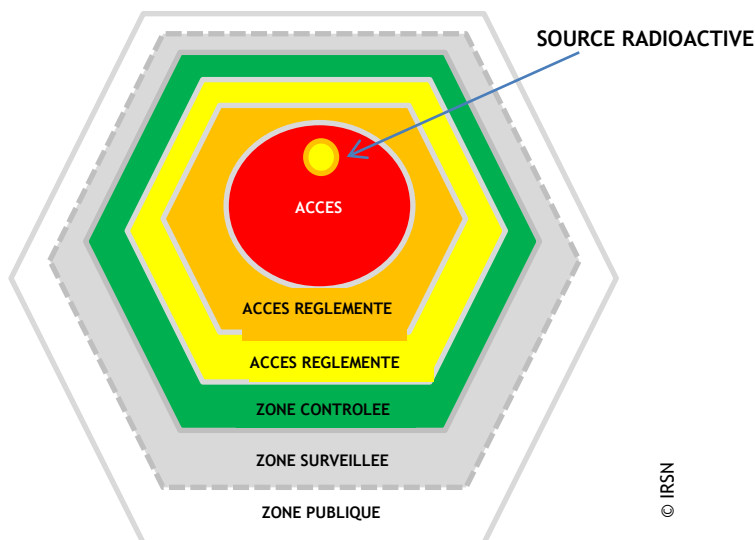 SOURCE RADIOACTIVE
ACCES
ACCES REGLEMENTE
ACCES REGLEMENTE
ZONE CONTROLEE
ZONE SURVEILLEE
ZONE PUBLIQUE
© IRSN